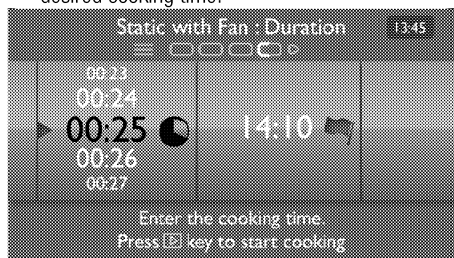 desired cooking time.
Static with Fan : Duration
13:45
00:23
00:24
00:25
14:10
00:26
00:27
Enter the cooking time.
Press key to start cooking